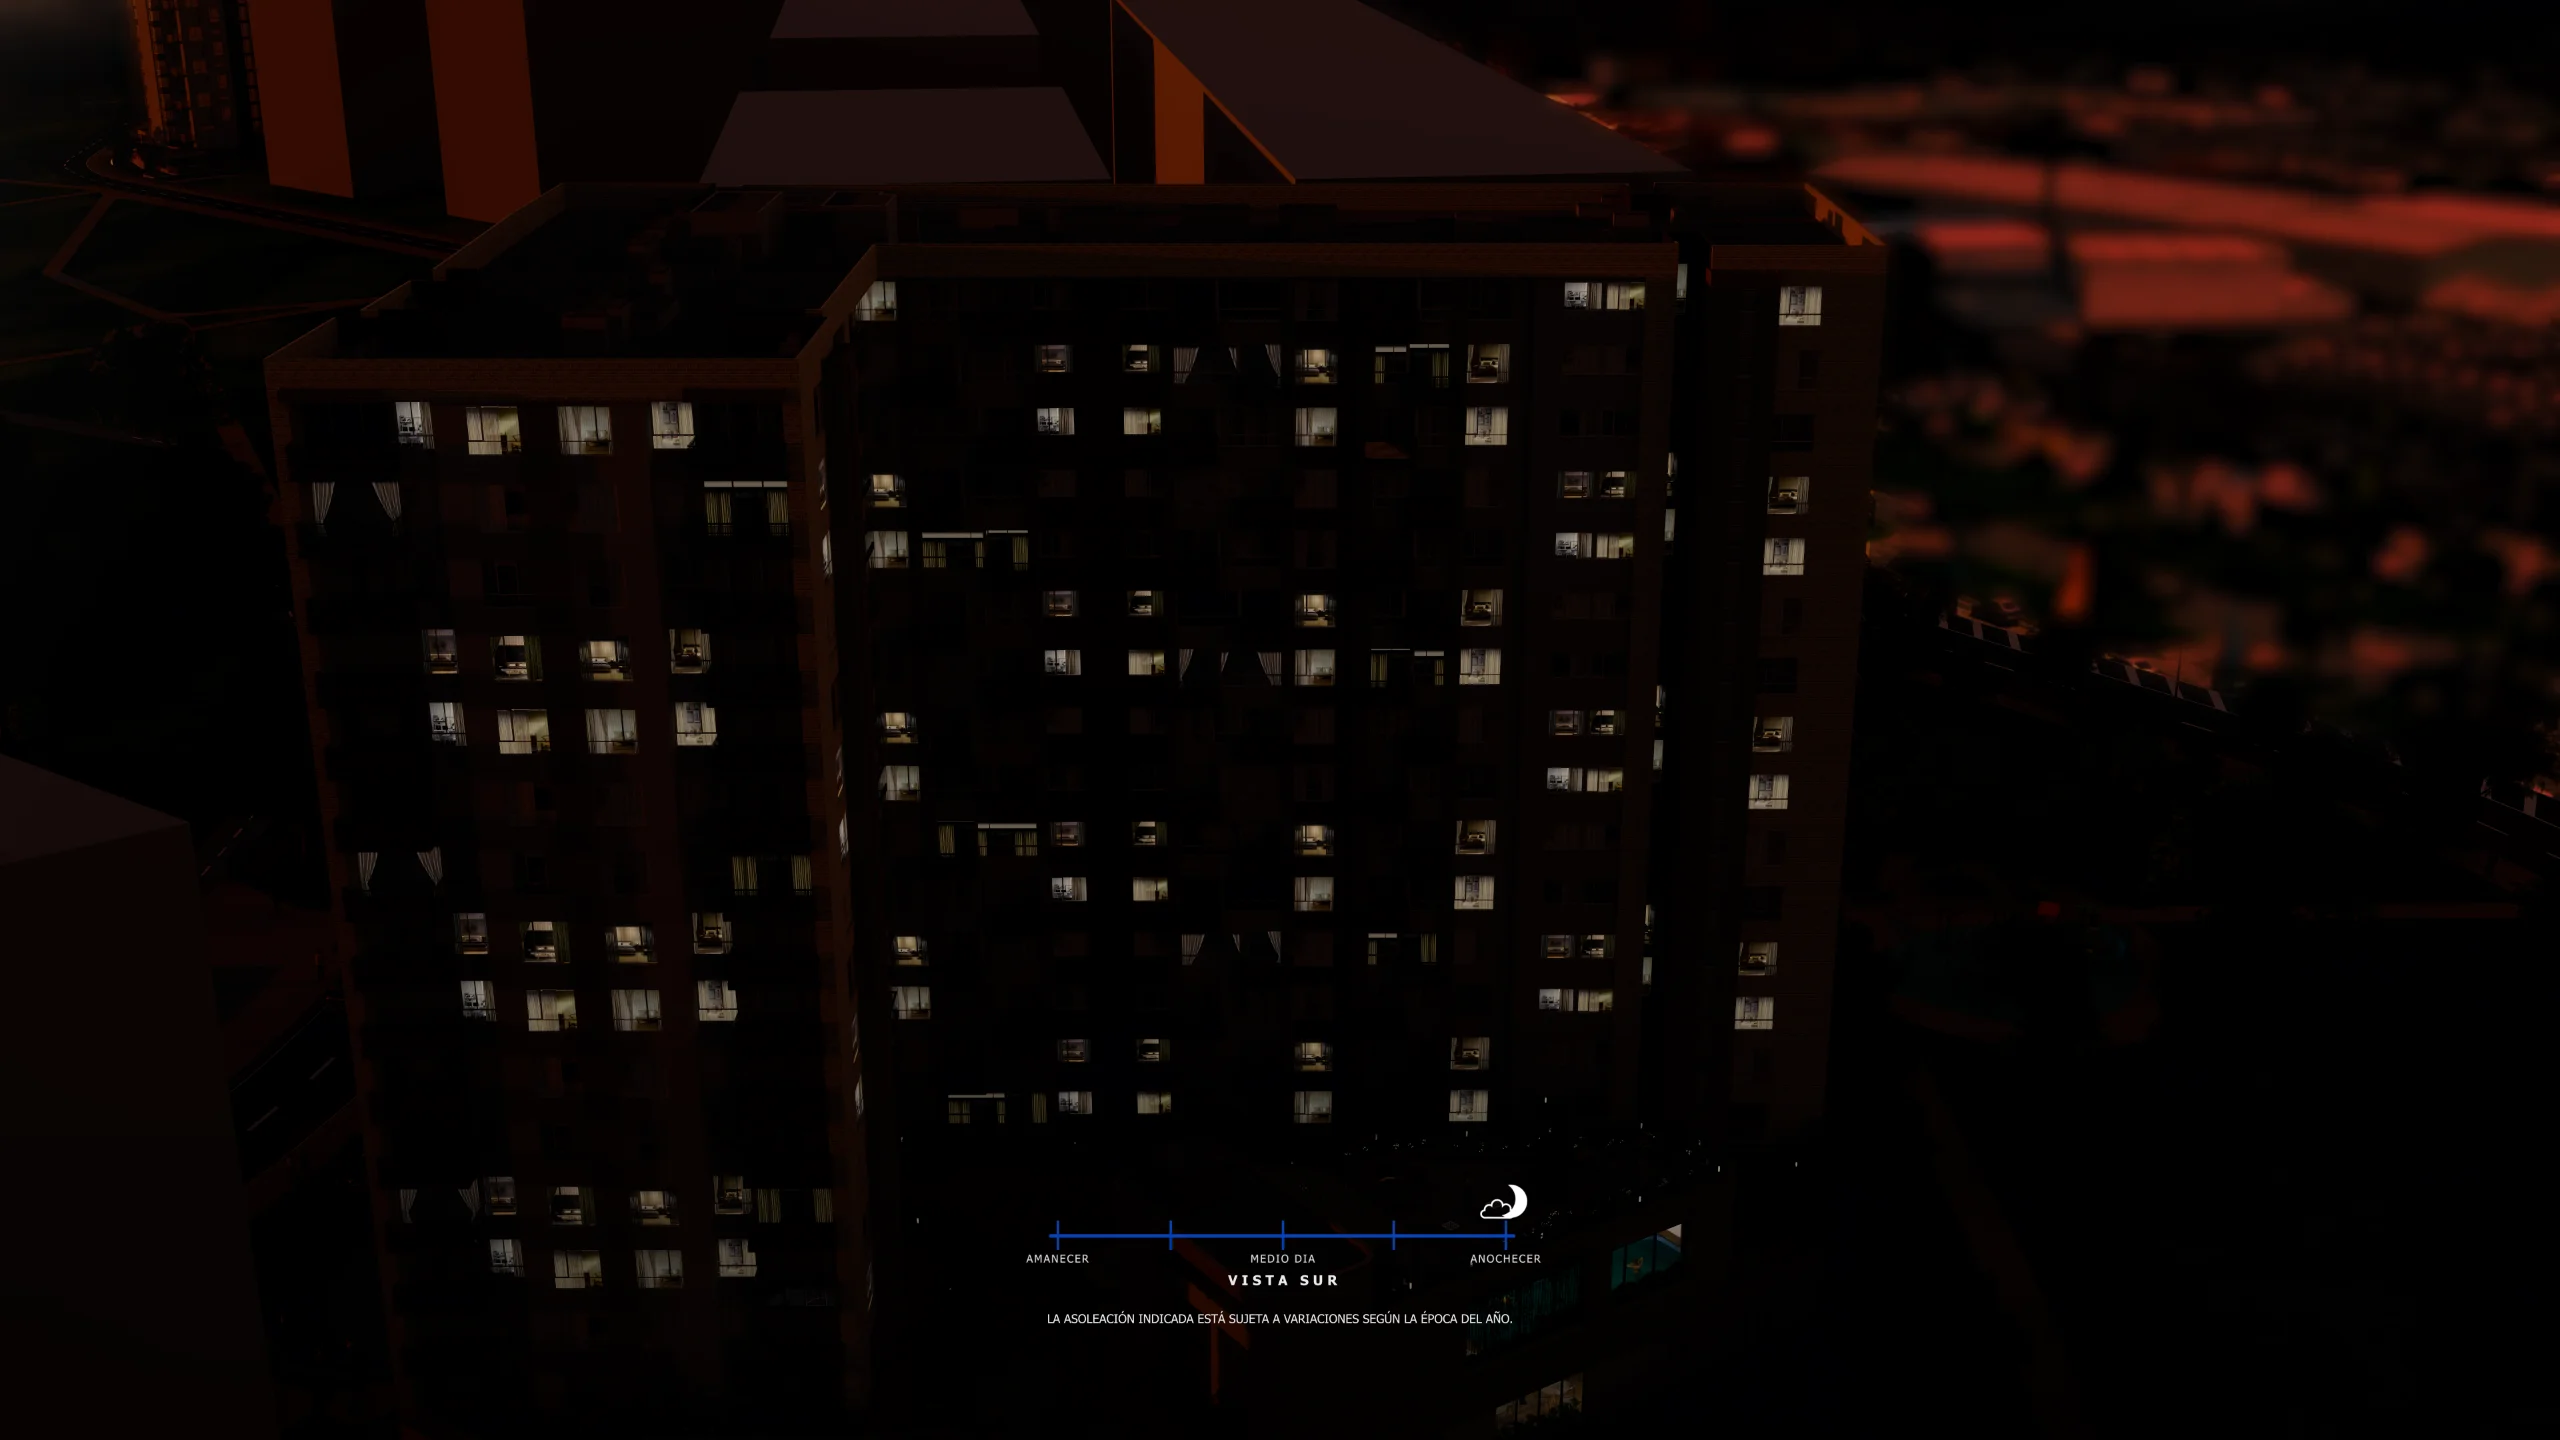 AMANECER MEDIO DIA ANOCHECER
VISTA SUR
LA ASOLEACIÓN INDICADA ESTÁ SUJETA A VARIACIONES SEGÚN LA ÉPOCA DEL AÑO.